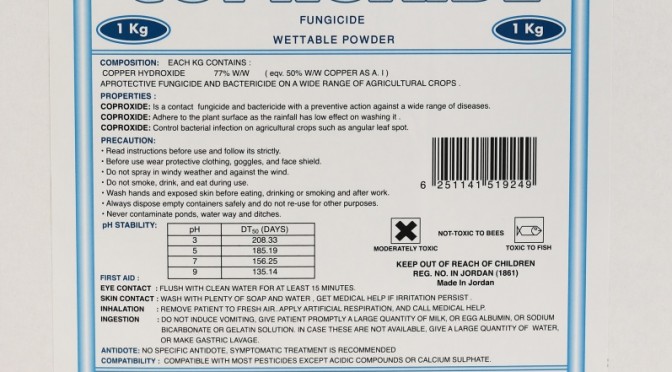 COPROXIDE
FUNGICIDE
1 Kg
1 Kg
WETTABLE POWDER
COMPOSITION: EACH KG CONTAINS :
COPPER HYDROXIDE 77% W/W ( eqv. 50% W/W COPPER AS A. I )
APROTECTIVE FUNGICIDE AND BACTERICIDE ON A WIDE RANGE OF AGRICULTURAL CROPS .
PROPERTIES :
COPROXIDE: Is a contact fungicide and bactericide with a preventive action against a wide range of diseases.
COPROXIDE: Adhere to the plant surface as the rainfall has low effect on washing it .
COPROXIDE: Control bacterial infection on agricultural crops such as angular leaf spot.
PRECAUTION:
• Read instructions before use and follow its strictly.
• Before use wear protective clothing, goggles, and face shield.
• Do not spray in windy weather and against the wind.
• Do not smoke, drink, and eat during use.
• Wash hands and exposed skin before eating, drinking or smoking and after work.
• Always dispose empty containers safely and do not re-use for other purposes.
• Never contaminate ponds, water way and ditches.
6 251141 519249
pH STABILITY:
pH DT50 (DAYS)
3 208.33
5 185.19
7 156.25
9 135.14
MODERATELY TOXIC
NOT-TOXIC TO BEES
TOXIC TO FISH
KEEP OUT OF REACH OF CHILDREN
REG. NO. IN JORDAN (1861)
Made In Jordan
FIRST AID :
EYE CONTACT : FLUSH WITH CLEAN WATER FOR AT LEAST 15 MINUTES.
SKIN CONTACT : WASH WITH PLENTY OF SOAP AND WATER , GET MEDICAL HELP IF IRRITATION PERSIST .
INHALATION : REMOVE PATIENT TO FRESH AIR. APPLY ARTIFICIAL RESPIRATION, AND CALL MEDICAL HELP.
INGESTION : DO NOT INDUCE VOMITING, GIVE PATIENT PROMPTLY A LARGE QUANTITY OF MILK, OR EGG ALBUMIN, OR SODIUM
BICARBONATE OR GELATIN SOLUTION. IN CASE THESE ARE NOT AVAILABLE, GIVE A LARGE QUANTITY OF WATER,
OR MAKE GASTRIC LAVAGE.
ANTIDOTE: NO SPECIFIC ANTIDOTE, SYMPTOMATIC TREATMENT IS RECOMMENDED
COMPATIBILITY : COMPATIBLE WITH MOST PESTICIDES EXCEPT ACIDIC COMPOUNDS OR CALCIUM SULPHATE.